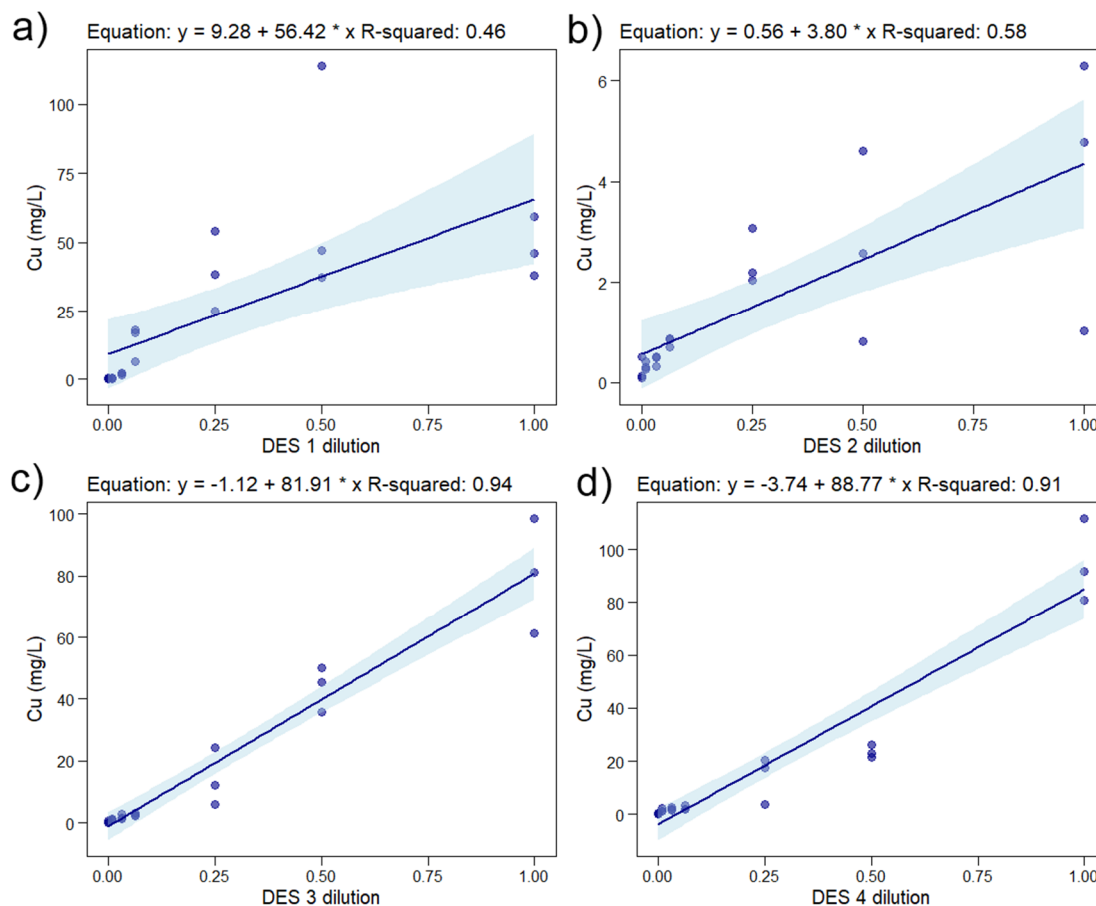 a)
Equation: y = 9.28 + 56.42 * x R-squared: 0.46
Cu (mg/L)
100
75
50
25
0
0.00 0.25 0.50 0.75 1.00
DES 1 dilution
b)
Equation: y = 0.56 + 3.80 * x R-squared: 0.58
Cu (mg/L)
6
4
2
0
0.00 0.25 0.50 0.75 1.00
DES 2 dilution
c)
Equation: y = -1.12 + 81.91 * x R-squared: 0.94
Cu (mg/L)
100
80
60
40
20
0
0.00 0.25 0.50 0.75 1.00
DES 3 dilution
d)
Equation: y = -3.74 + 88.77 * x R-squared: 0.91
Cu (mg/L)
100
80
60
40
20
0
0.00 0.25 0.50 0.75 1.00
DES 4 dilution